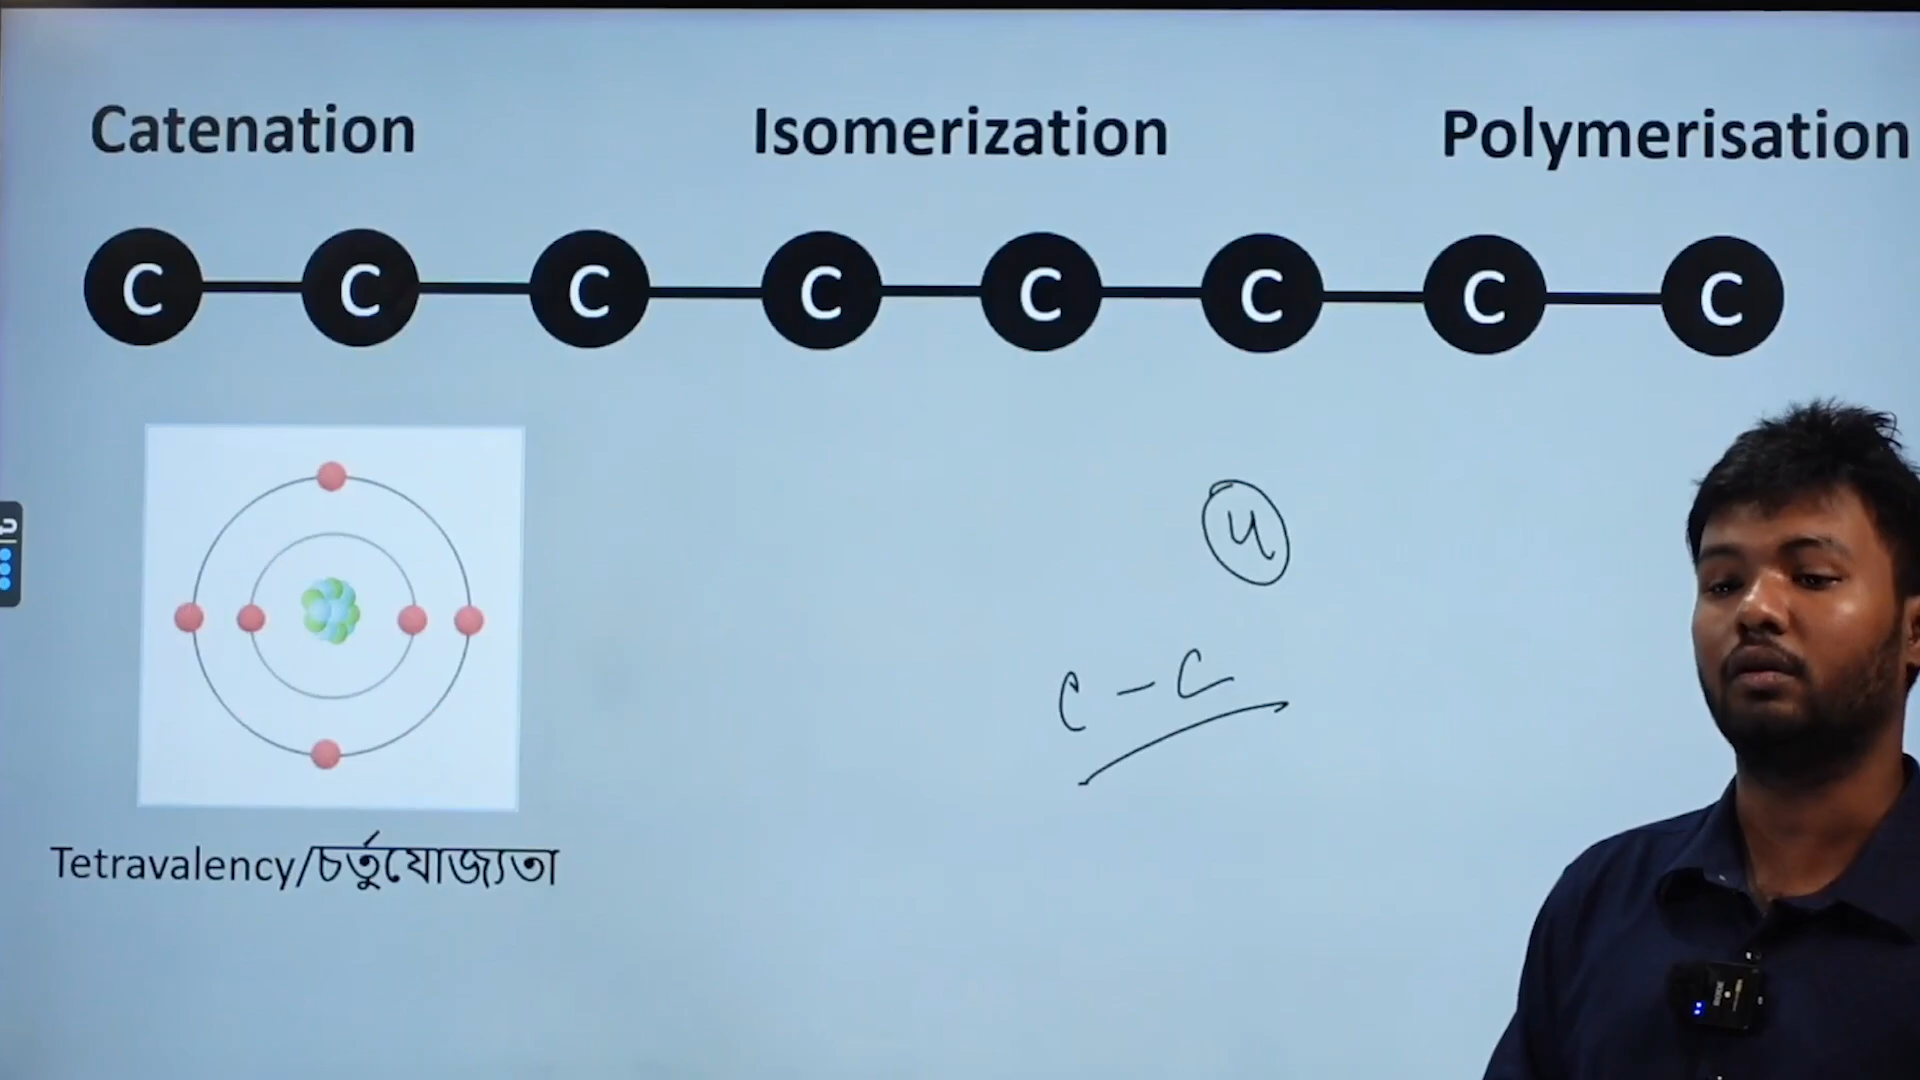 Catenation Isomerization Polymerisation
C C C C C C C C
4
C - C
Tetravalency/চর্তুযোজ্যতা